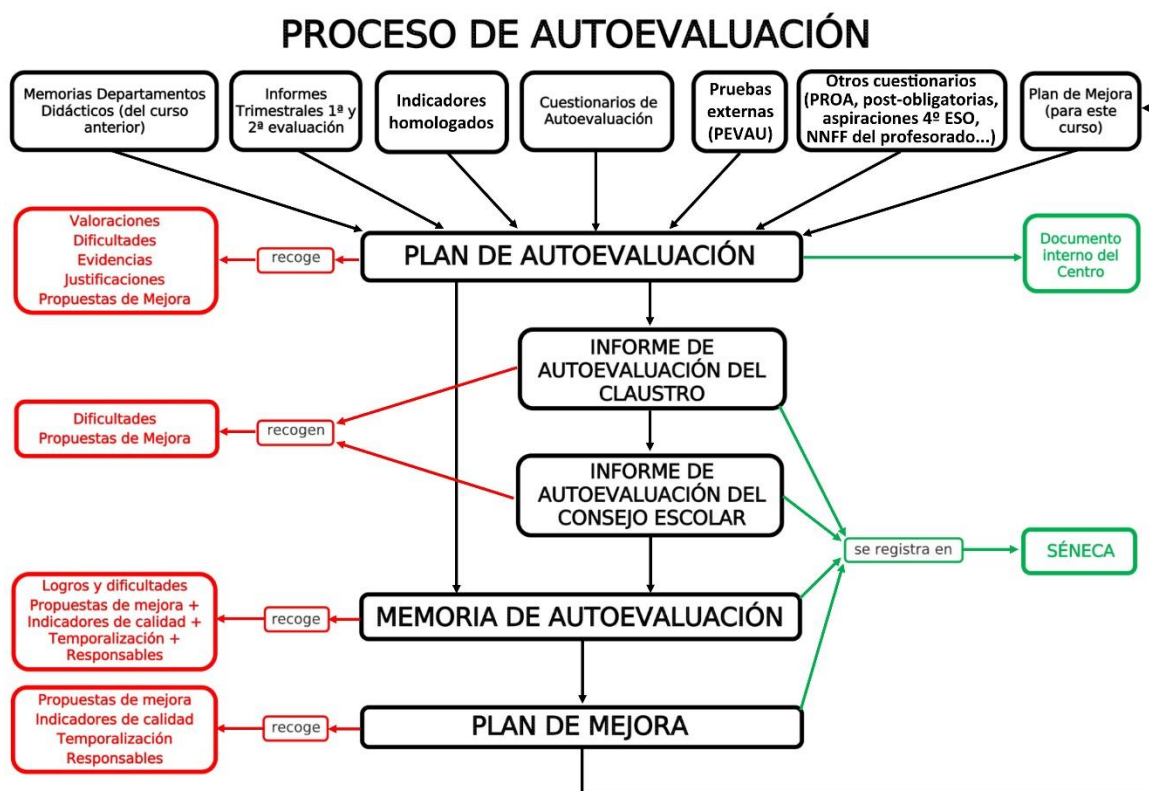 PROCESO DE AUTOEVALUACIÓN
Memorias Departamentos
Didácticos (del curso
anterior)
Informes
Trimestrales 1ª y
2ª evaluación
Indicadores
homologados
Cuestionarios de
Autoevaluación
Pruebas
externas
(PEVAU)
Otros cuestionarios
(PROA, post-obligatorias,
aspiraciones 4º ESO,
NNFF del profesorado...)
Plan de Mejora
(para este
curso)
Valoraciones
Dificultades
Evidencias
Justificaciones
Propuestas de Mejora
recoge
PLAN DE AUTOEVALUACIÓN
Documento
interno del
Centro
INFORME DE
AUTOEVALUACIÓN DEL
CLAUSTRO
Dificultades
Propuestas de Mejora
recogen
INFORME DE
AUTOEVALUACIÓN DEL
CONSEJO ESCOLAR
se registra en
SÉNECA
Logros y dificultades
Propuestas de mejora +
Indicadores de calidad +
Temporalización +
Responsables
recoge
MEMORIA DE AUTOEVALUACIÓN
Propuestas de mejora
Indicadores de calidad
Temporalización
Responsables
recoge
PLAN DE MEJORA